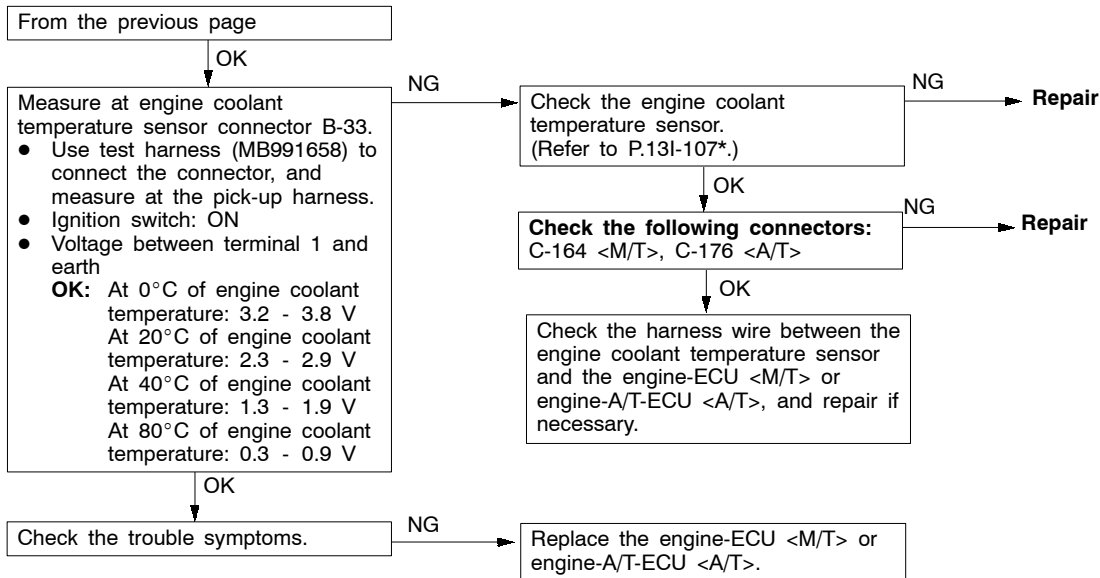 From the previous page
OK
Measure at engine coolant
temperature sensor connector B-33.
● Use test harness (MB991658) to
connect the connector, and
measure at the pick-up harness.
● Ignition switch: ON
● Voltage between terminal 1 and
earth
OK: At 0°C of engine coolant
temperature: 3.2 - 3.8 V
At 20°C of engine coolant
temperature: 2.3 - 2.9 V
At 40°C of engine coolant
temperature: 1.3 - 1.9 V
At 80°C of engine coolant
temperature: 0.3 - 0.9 V
NG
Check the engine coolant
temperature sensor.
(Refer to P.13I-107*.)
NG
Repair
OK
Check the following connectors:
C-164 <M/T>, C-176 <A/T>
NG
Repair
OK
Check the harness wire between the
engine coolant temperature sensor
and the engine-ECU <M/T> or
engine-A/T-ECU <A/T>, and repair if
necessary.
OK
Check the trouble symptoms.
NG
Replace the engine-ECU <M/T> or
engine-A/T-ECU <A/T>.